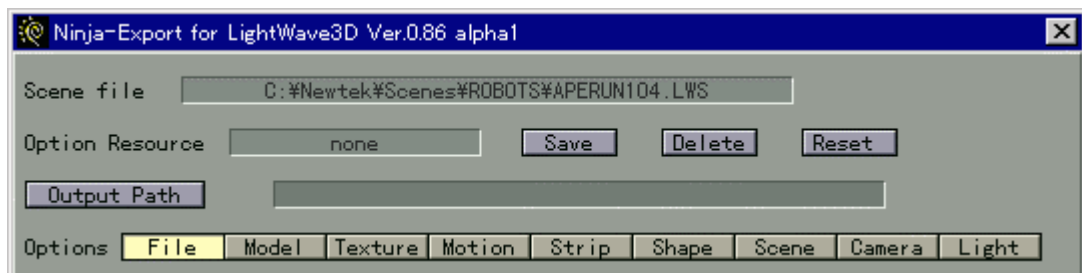 Ninja-Export for LightWave3D Ver.0.86 alpha1
Scene file C:¥Newtek¥Scenes¥ROBOTS¥APERUN104.LWS
Option Resource none Save Delete Reset
Output Path
Options File Model Texture Motion Strip Shape Scene Camera Light